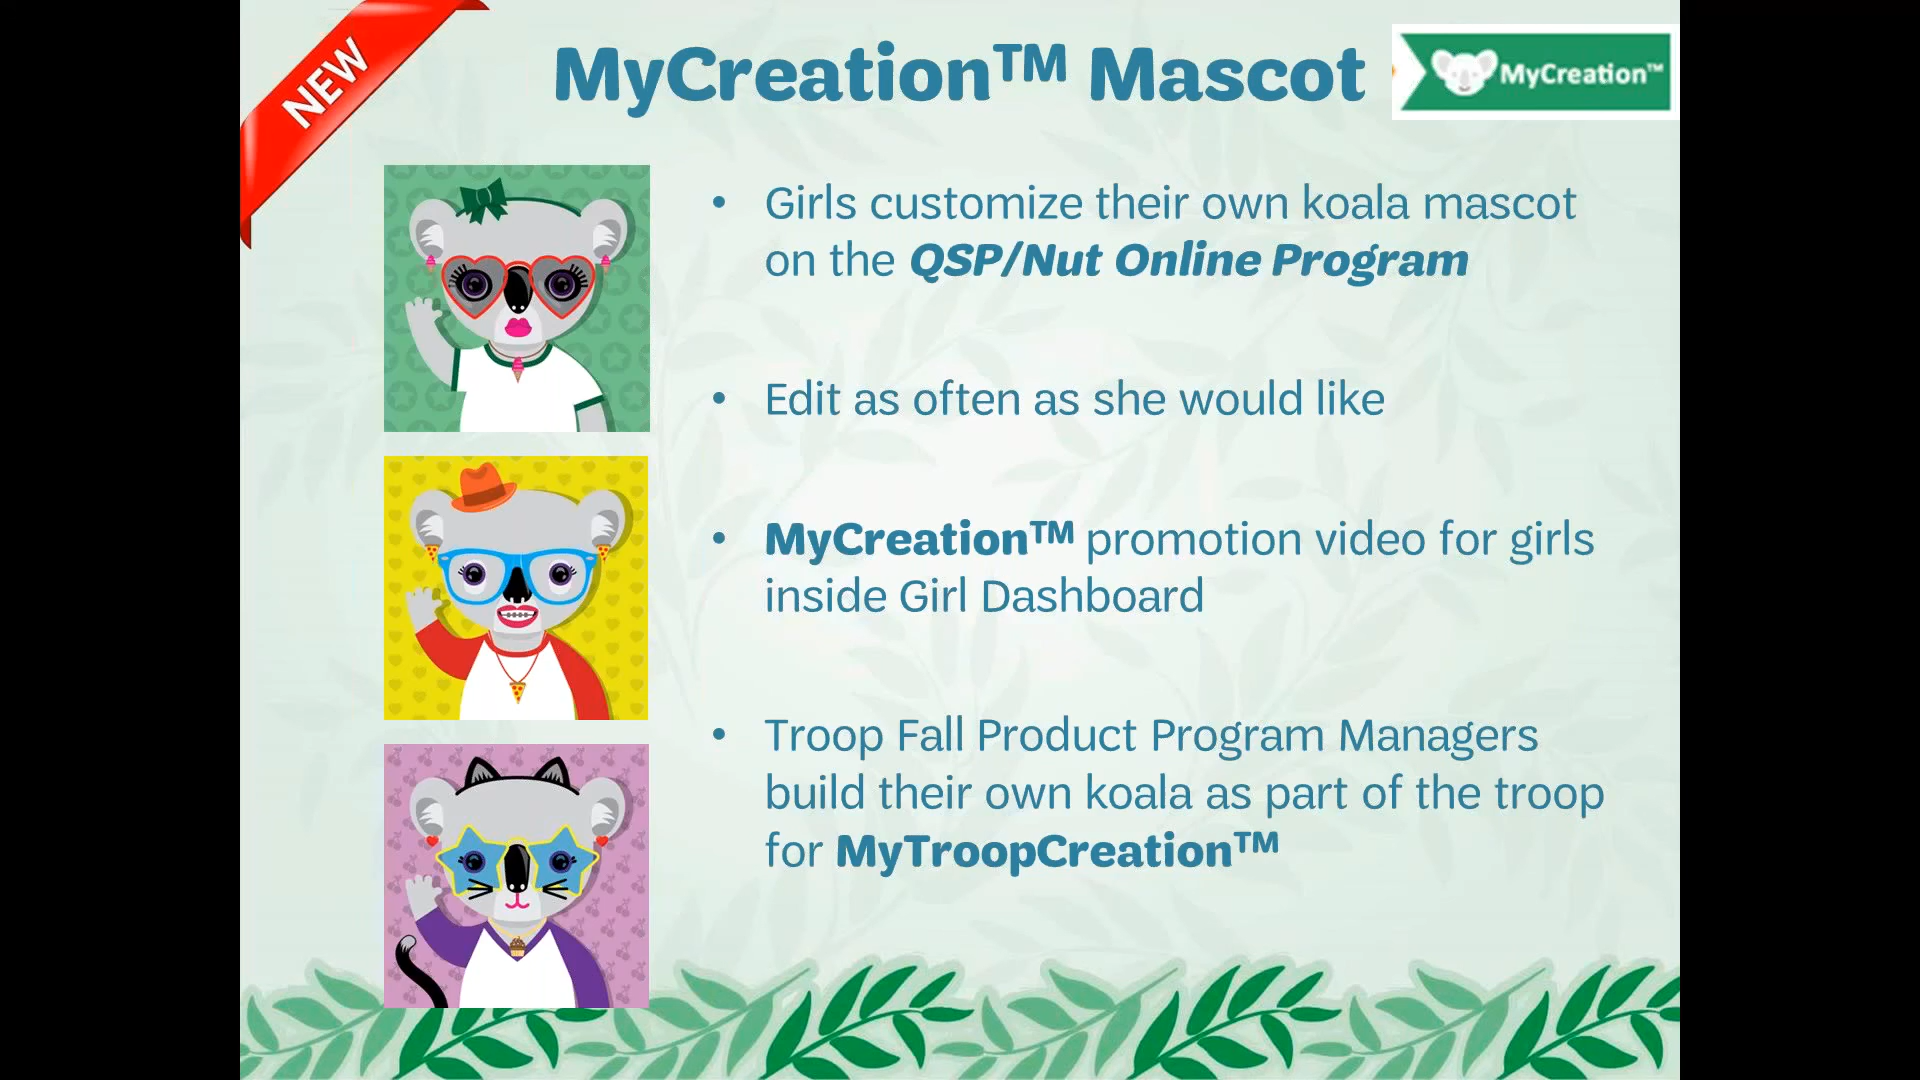 NEW
MyCreation™ Mascot
MyCreation™
• Girls customize their own koala mascot
on the QSP/Nut Online Program
• Edit as often as she would like
• MyCreation™ promotion video for girls
inside Girl Dashboard
• Troop Fall Product Program Managers
build their own koala as part of the troop
for MyTroopCreation™